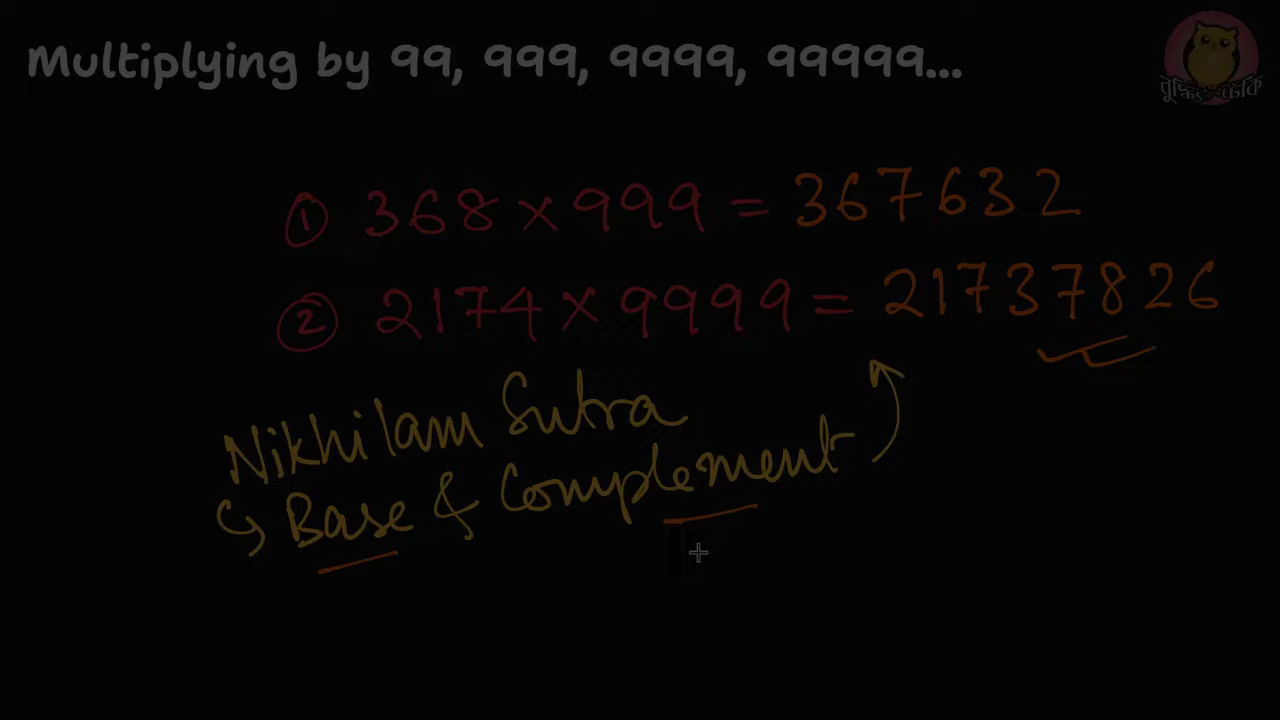 Multiplying by 99, 999, 9999, 99999...
① 368 × 999 = 367632
② 2174 × 9999 = 21737826
Nikhilam Sutra
↪ Base & Complement